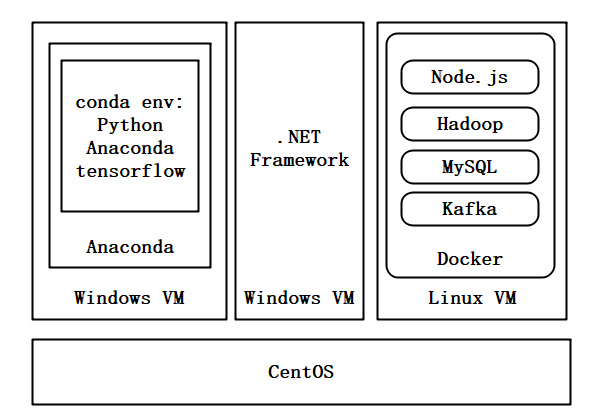 conda env:
Python
Anaconda
tensorflow
Anaconda
Windows VM
.NET
Framework
Windows VM
Node.js
Hadoop
MySQL
Kafka
Docker
Linux VM
CentOS